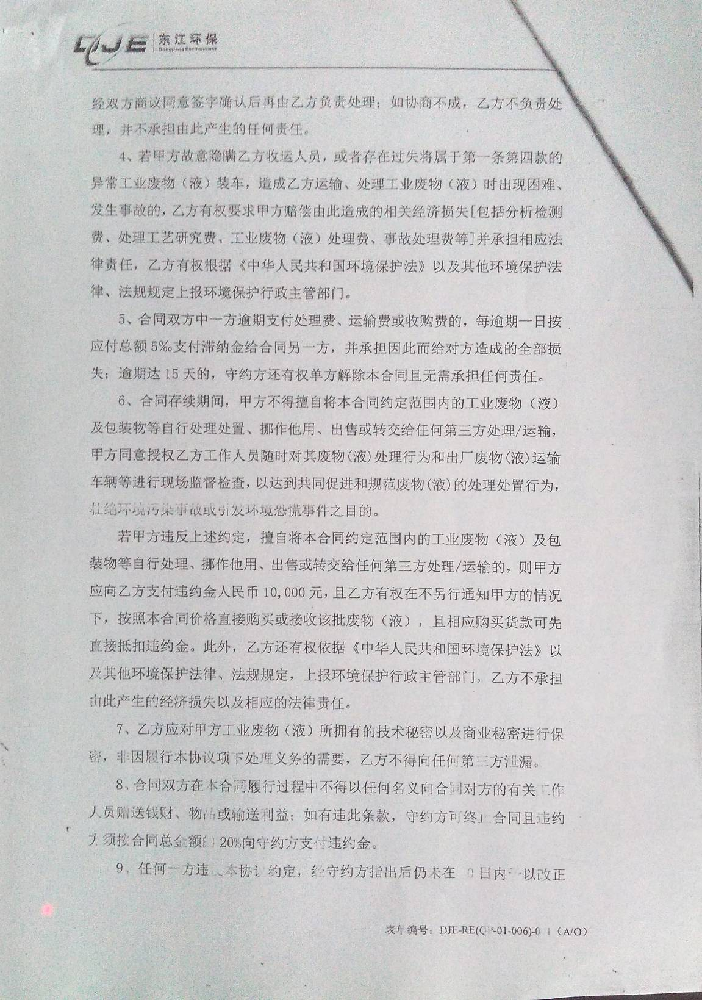 DJE 东江环保
Dongjiang Environment
经双方商议同意签字确认后再由乙方负责处理；如协商不成，乙方不负责处
理，并不承担由此产生的任何责任。
4、若甲方故意隐瞒乙方收运人员，或者存在过失将属于第一条第四款的
异常工业废物（液）装车，造成乙方运输、处理工业废物（液）时出现困难、
发生事故的，乙方有权要求甲方赔偿由此造成的相关经济损失[包括分析检测
费、处理工艺研究费、工业废物（液）处理费、事故处理费等]并承担相应法
律责任，乙方有权根据《中华人民共和国环境保护法》以及其他环境保护法
律、法规规定上报环境保护行政主管部门。
5、合同双方中一方逾期支付处理费、运输费或收购费的，每逾期一日按
应付总额5‰支付滞纳金给合同另一方，并承担因此而给对方造成的全部损
失；逾期达15天的，守约方还有权单方解除本合同且无需承担任何责任。
6、合同存续期间，甲方不得擅自将本合同约定范围内的工业废物（液）
及包装物等自行处理处置、挪作他用、出售或转交给任何第三方处理/运输，
甲方同意授权乙方工作人员随时对其废物(液)处理行为和出厂废物(液)运输
车辆等进行现场监督检查，以达到共同促进和规范废物(液)的处理处置行为，
杜绝环境污染事故或引发环境恐慌事件之目的。
若甲方违反上述约定，擅自将本合同约定范围内的工业废物（液）及包
装物等自行处理、挪作他用、出售或转交给任何第三方处理/运输的，则甲方
应向乙方支付违约金人民币10,000元，且乙方有权在不另行通知甲方的情况
下，按照本合同价格直接购买或接收该批废物（液），且相应购买货款可先
直接抵扣违约金。此外，乙方还有权依据《中华人民共和国环境保护法》以
及其他环境保护法律、法规规定，上报环境保护行政主管部门，乙方不承担
由此产生的经济损失以及相应的法律责任。
7、乙方应对甲方工业废物（液）所拥有的技术秘密以及商业秘密进行保
密，非因履行本协议项下处理义务的需要，乙方不得向任何第三方泄漏。
8、合同双方在本合同履行过程中不得以任何名义向合同对方的有关工作
人员赠送钱财、物品或输送利益；如有违此条款，守约方可终止合同且违约
方须按合同总金额的20%向守约方支付违约金。
9、任何一方违反本协议约定，经守约方指出后仍未在 日内予以改正
表单编号：DJE-RE(QP-01-006)-0 （A/O）